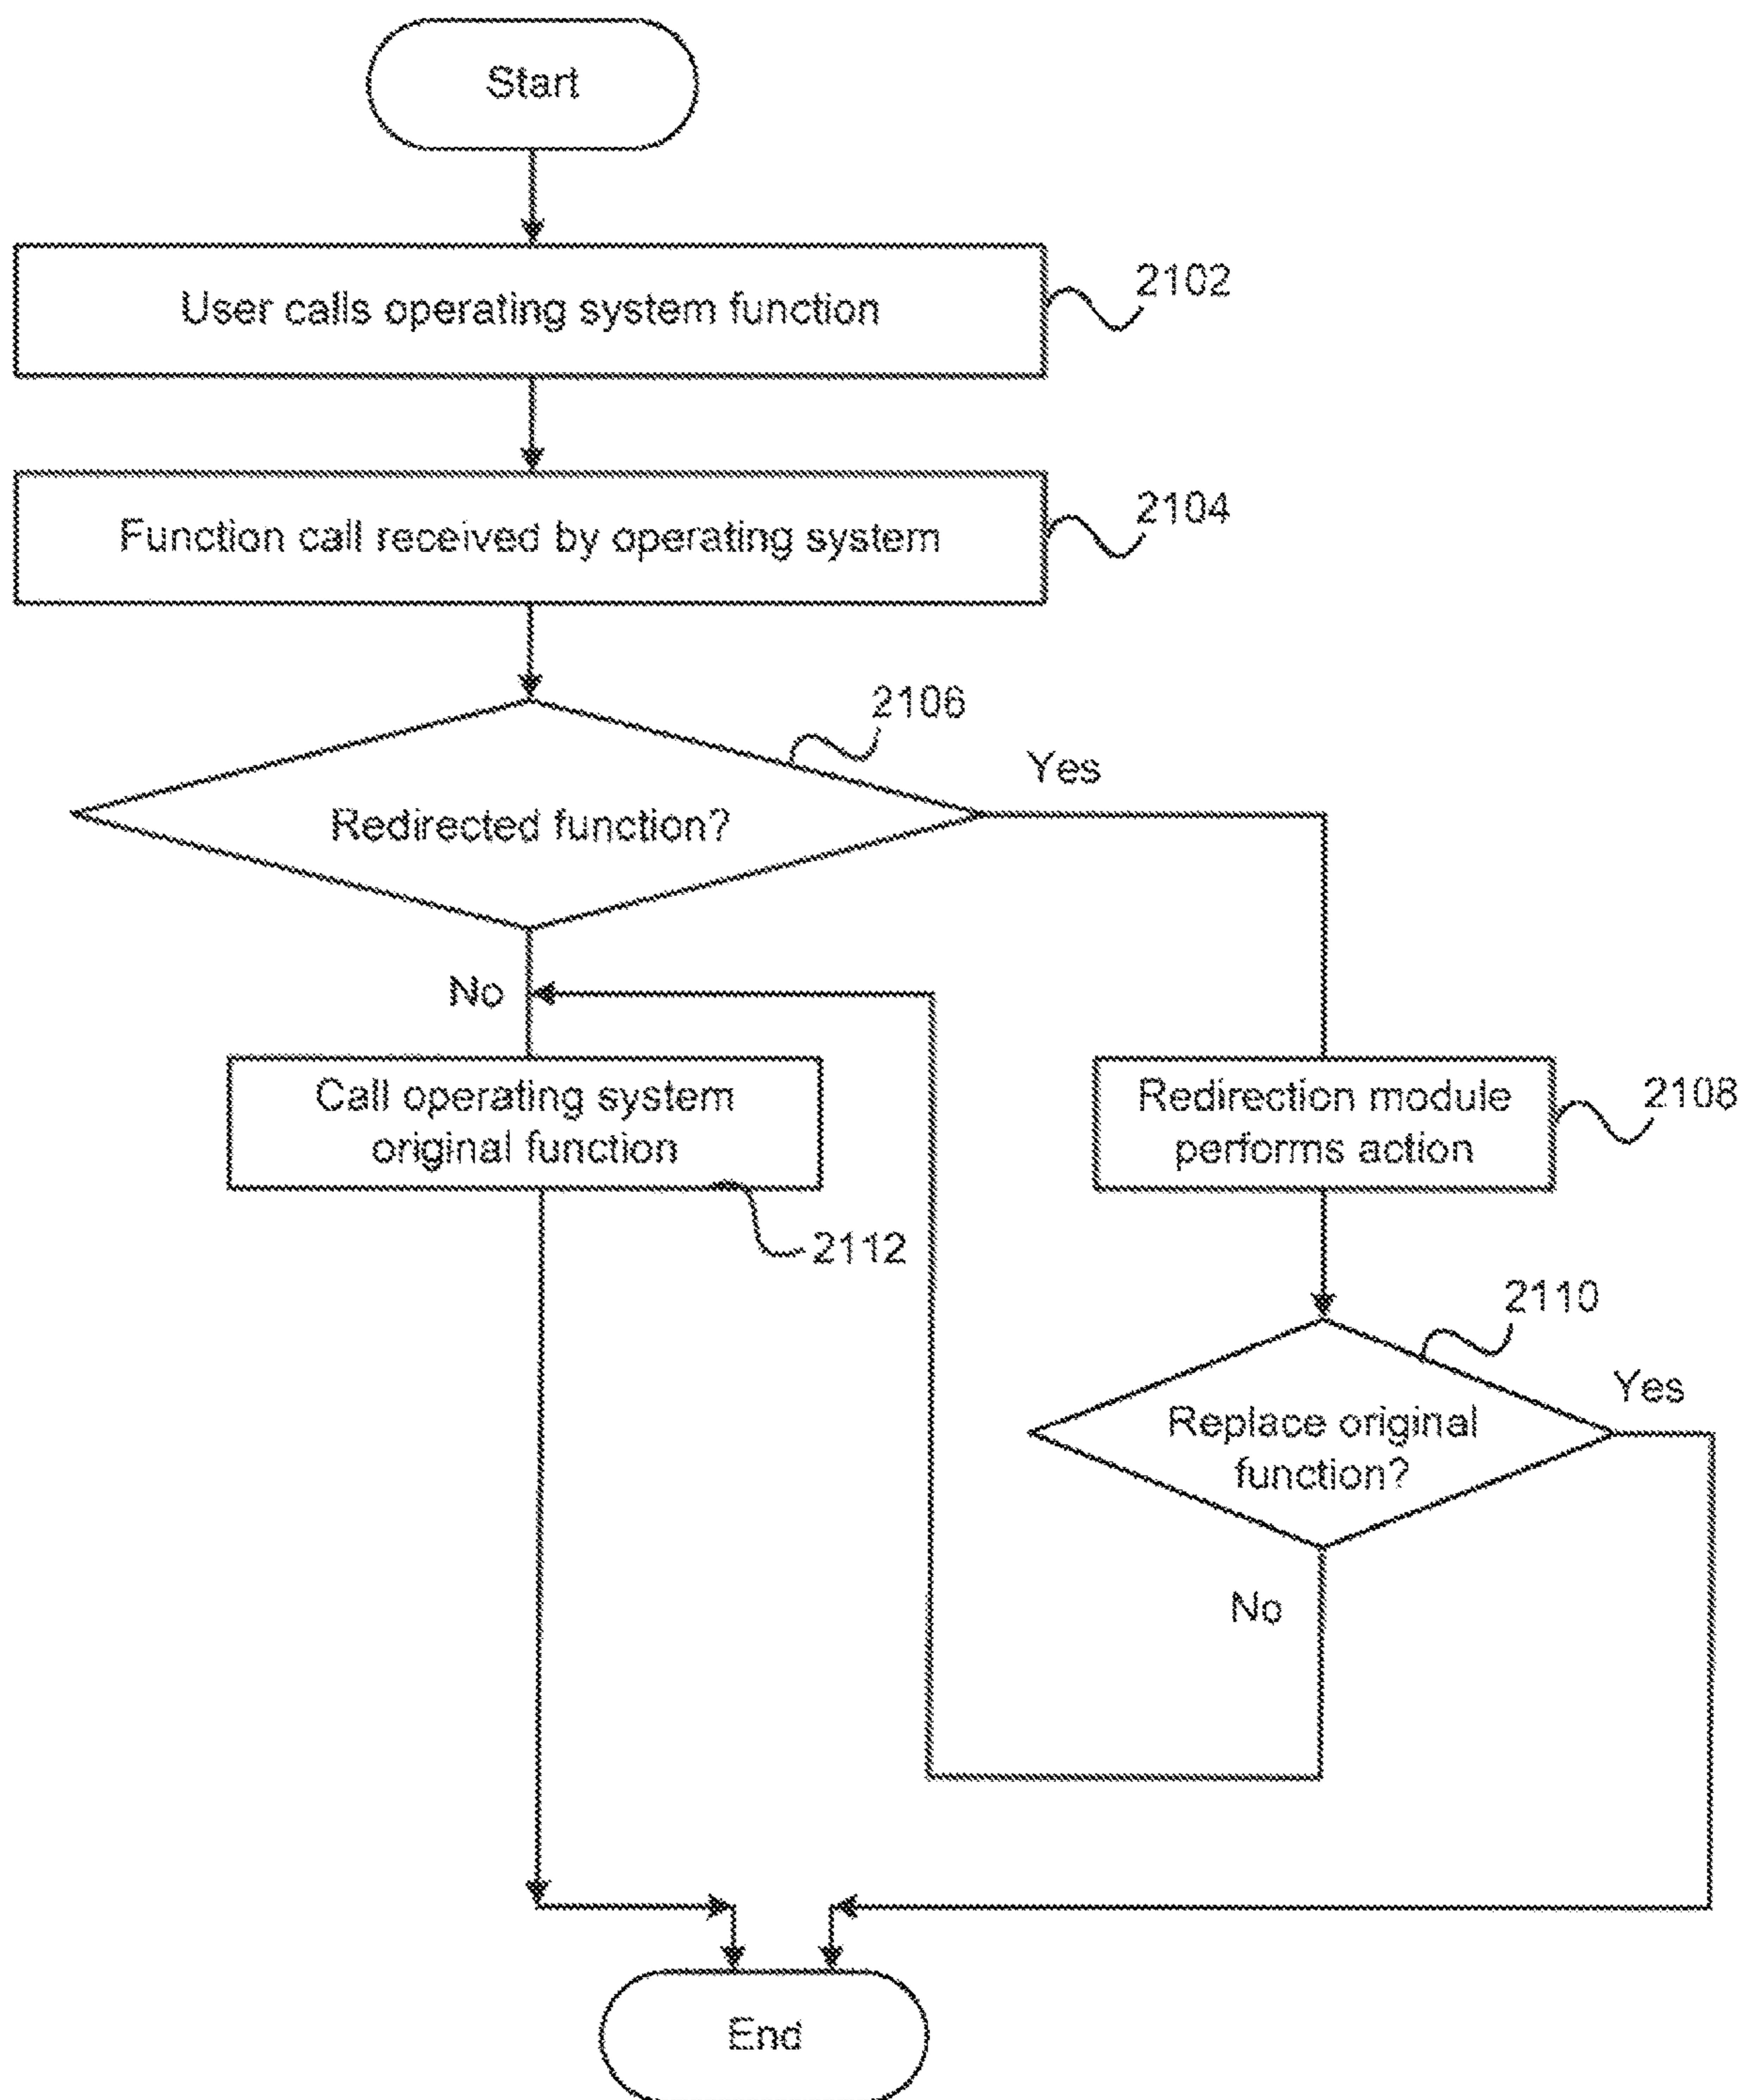 Start
User calls operating system function
2102
Function call received by operating system
2104
2106
Yes
Redirected function?
No
Call operating system
original function
2112
Redirection module
performs action
2108
2110
Yes
Replace original
function?
No
End